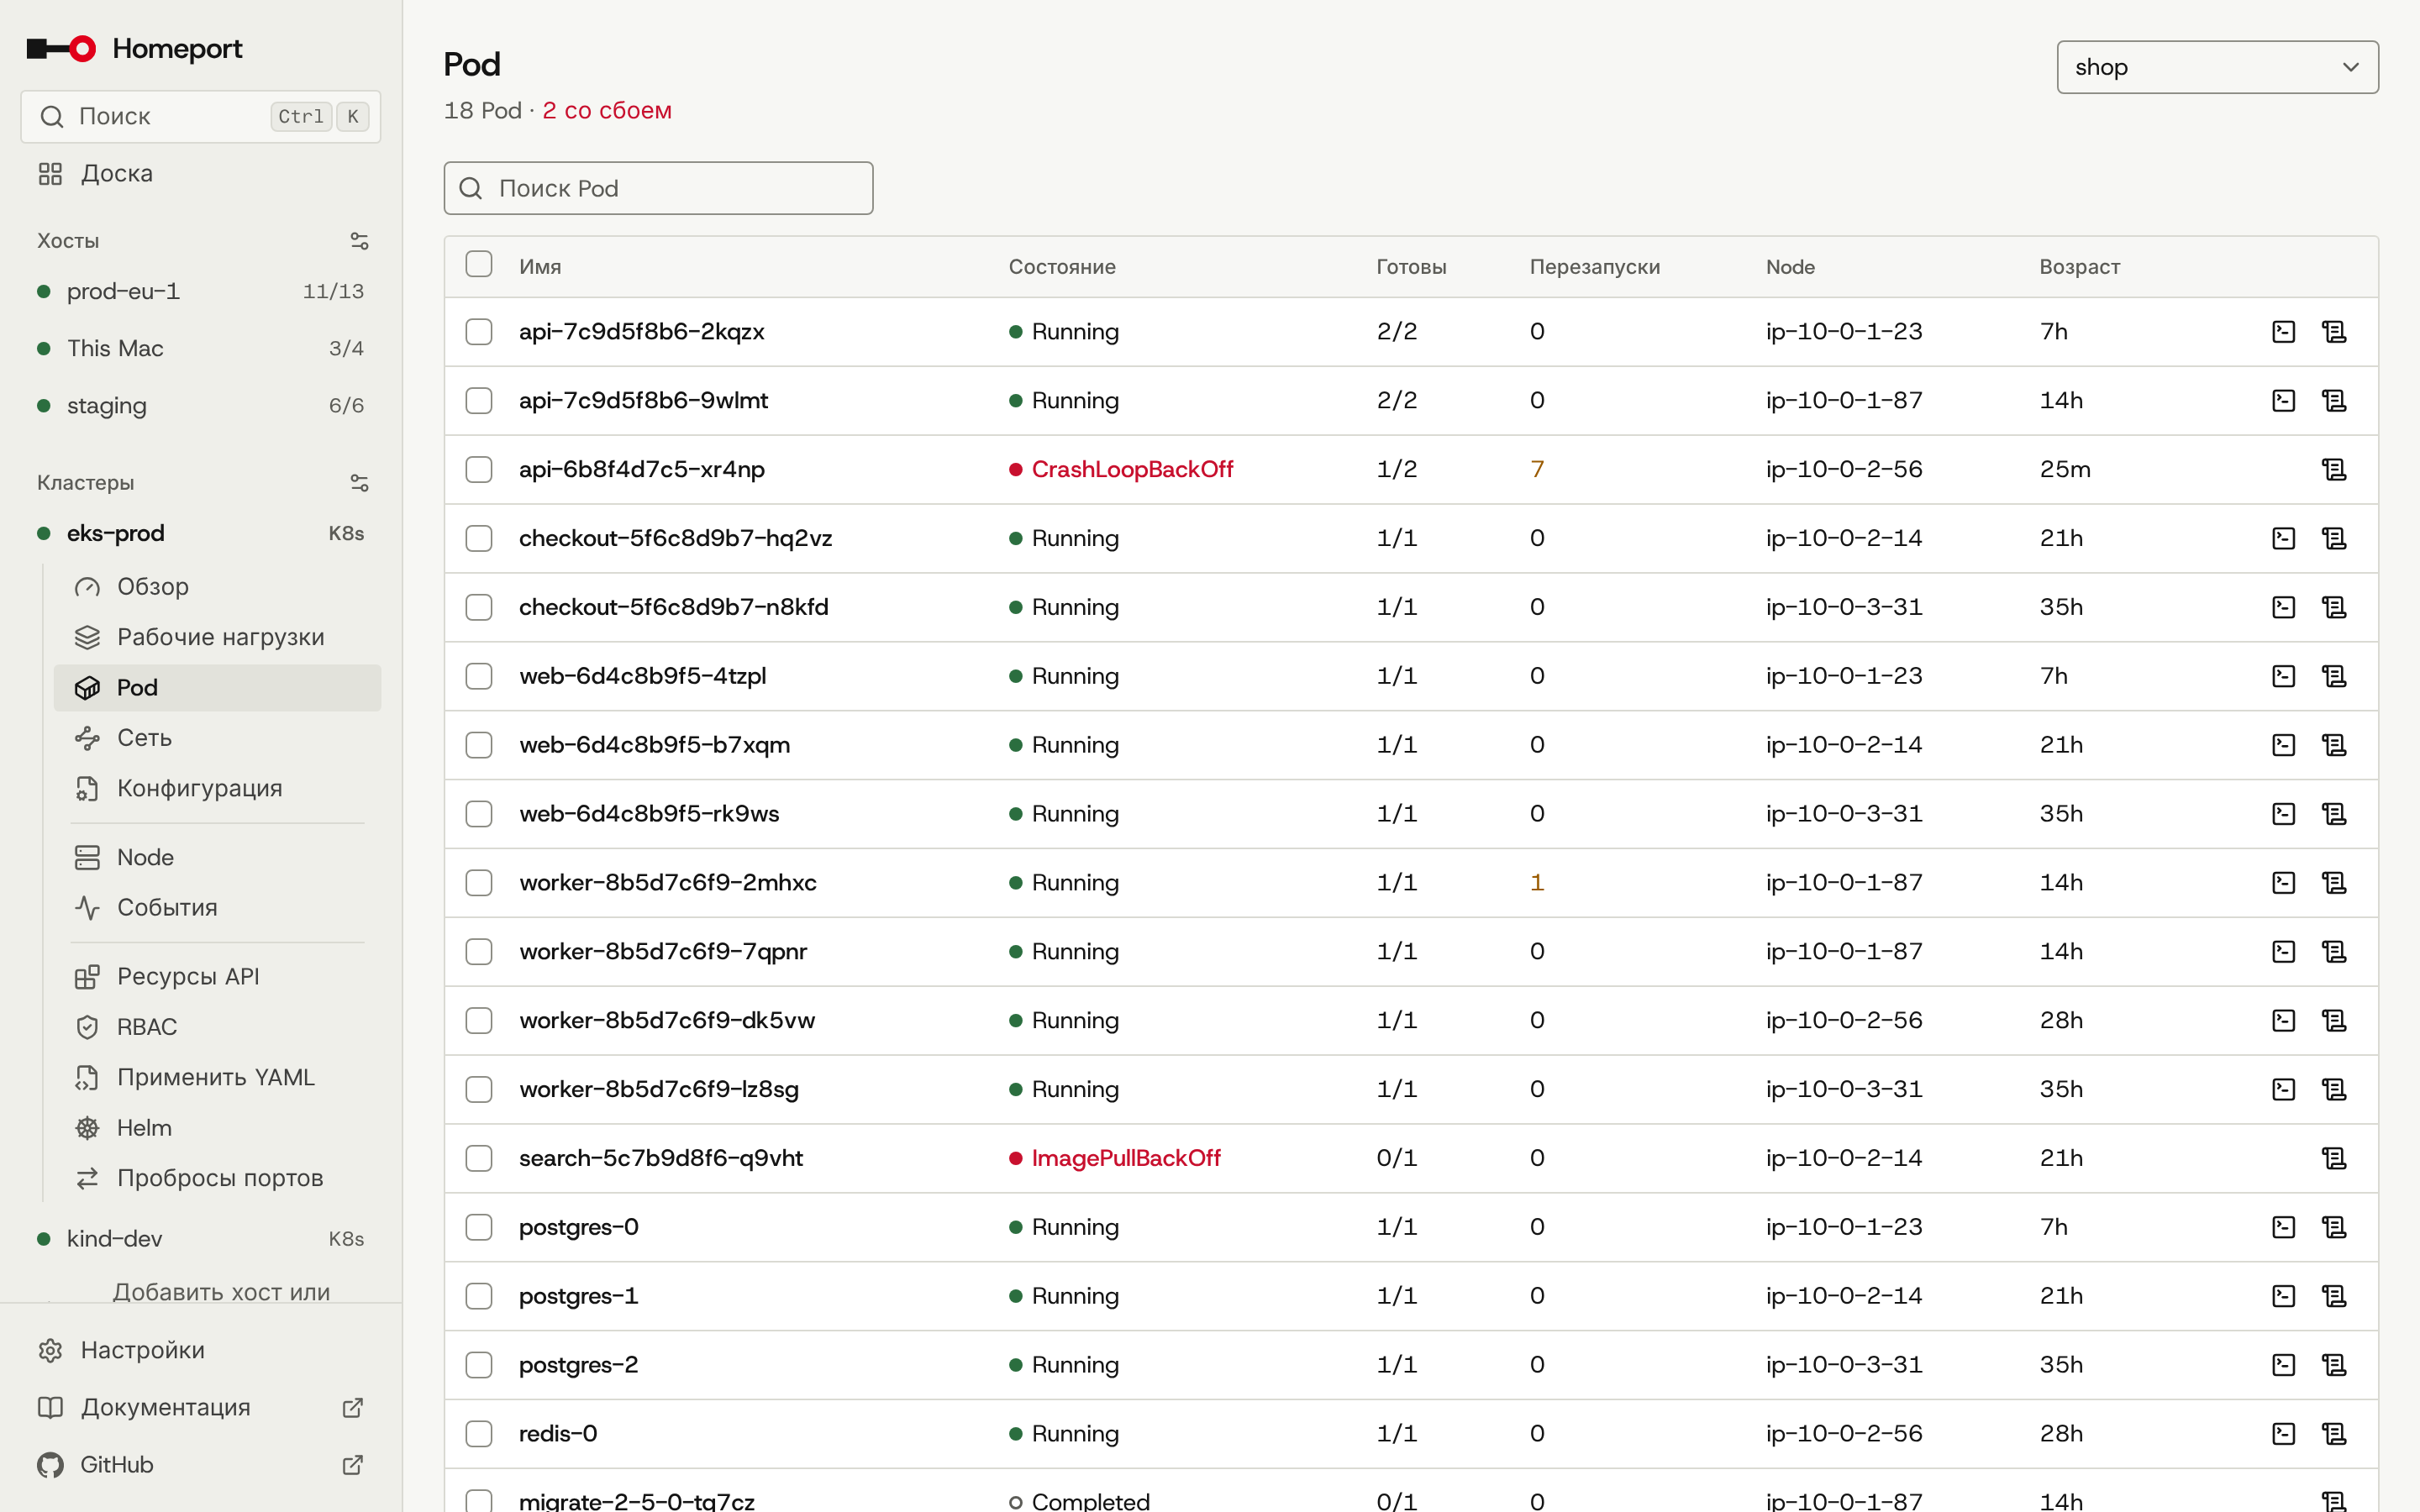 Homeport
Поиск Ctrl K
Доска
Хосты
prod-eu-1 11/13
This Mac 3/4
staging 6/6
Кластеры
eks-prod K8s
Обзор
Рабочие нагрузки
Pod
Сеть
Конфигурация
Node
События
Ресурсы API
RBAC
Применить YAML
Helm
Пробросы портов
kind-dev K8s
Добавить хост или
Настройки
Документация
GitHub
Pod
18 Pod · 2 со сбоем
shop
Поиск Pod
Имя Состояние Готовы Перезапуски Node Возраст
api-7c9d5f8b6-2kqzx Running 2/2 0 ip-10-0-1-23 7h
api-7c9d5f8b6-9wlmt Running 2/2 0 ip-10-0-1-87 14h
api-6b8f4d7c5-xr4np CrashLoopBackOff 1/2 7 ip-10-0-2-56 25m
checkout-5f6c8d9b7-hq2vz Running 1/1 0 ip-10-0-2-14 21h
checkout-5f6c8d9b7-n8kfd Running 1/1 0 ip-10-0-3-31 35h
web-6d4c8b9f5-4tzpl Running 1/1 0 ip-10-0-1-23 7h
web-6d4c8b9f5-b7xqm Running 1/1 0 ip-10-0-2-14 21h
web-6d4c8b9f5-rk9ws Running 1/1 0 ip-10-0-3-31 35h
worker-8b5d7c6f9-2mhxc Running 1/1 1 ip-10-0-1-87 14h
worker-8b5d7c6f9-7qpnr Running 1/1 0 ip-10-0-1-87 14h
worker-8b5d7c6f9-dk5vw Running 1/1 0 ip-10-0-2-56 28h
worker-8b5d7c6f9-lz8sg Running 1/1 0 ip-10-0-3-31 35h
search-5c7b9d8f6-q9vht ImagePullBackOff 0/1 0 ip-10-0-2-14 21h
postgres-0 Running 1/1 0 ip-10-0-1-23 7h
postgres-1 Running 1/1 0 ip-10-0-2-14 21h
postgres-2 Running 1/1 0 ip-10-0-3-31 35h
redis-0 Running 1/1 0 ip-10-0-2-56 28h
migrate-2-5-0-tq7cz Completed 0/1 0 ip-10-0-1-87 14h